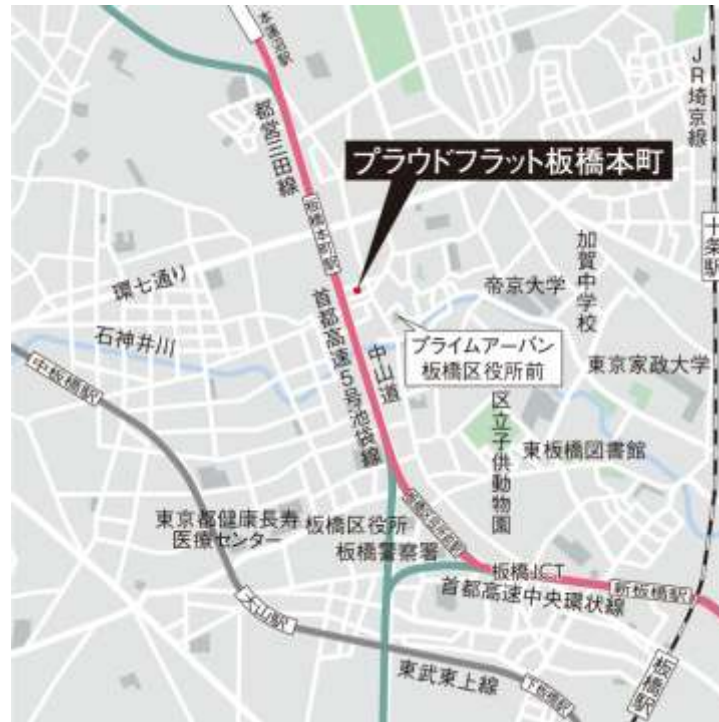 本蓮沼駅
都営三田線
JR埼京線
プラウドフラット板橋本町
十条駅
板橋本町駅
加賀中学校
環七通り
帝京大学
石神井川
首都高速5号池袋線
中山道
プライムアーバン
板橋区役所前
中板橋駅
東京家政大学
区立子供動物園
東板橋図書館
東京都健康長寿
医療センター
板橋区役所
板橋区役所前駅
板橋警察署
板橋JCT
首都高速中央環状線
新板橋駅
大山駅
東武東上線
下板橋駅
板橋駅